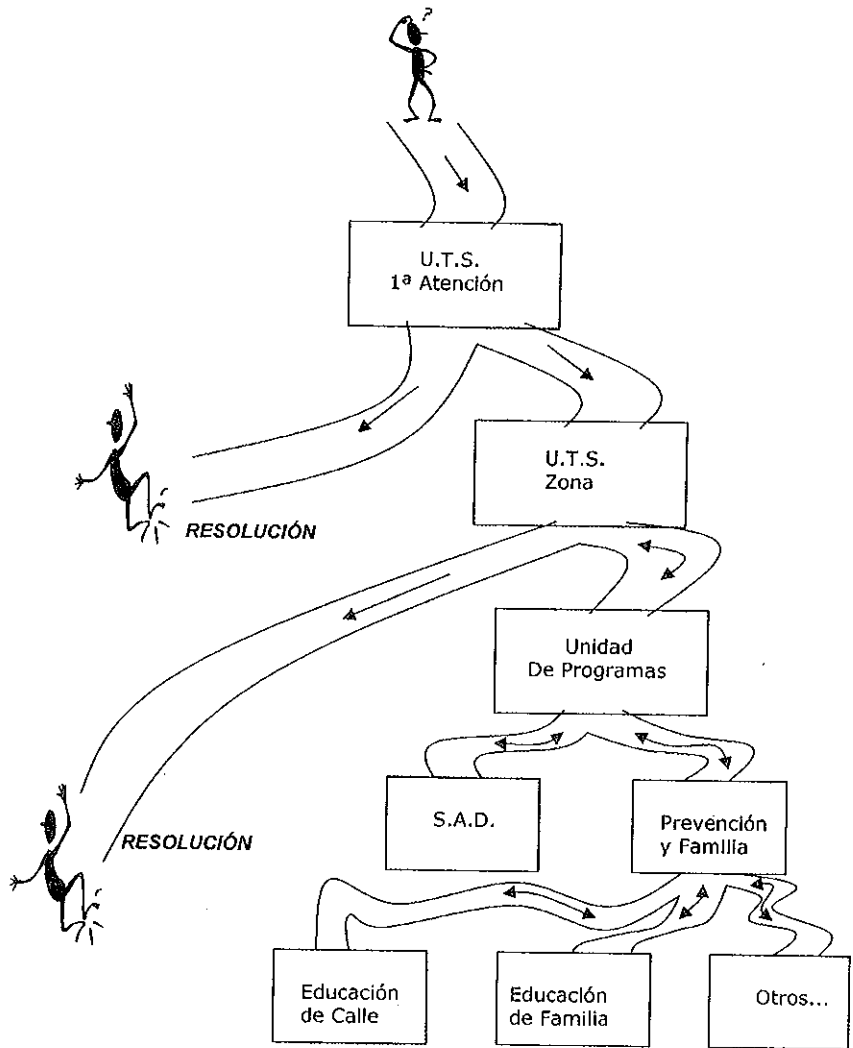 ?
U.T.S.
1ª Atención
U.T.S.
Zona
RESOLUCIÓN
Unidad
De Programas
S.A.D.
Prevención
y Familia
RESOLUCIÓN
Educación
de Calle
Educación
de Familia
Otros...